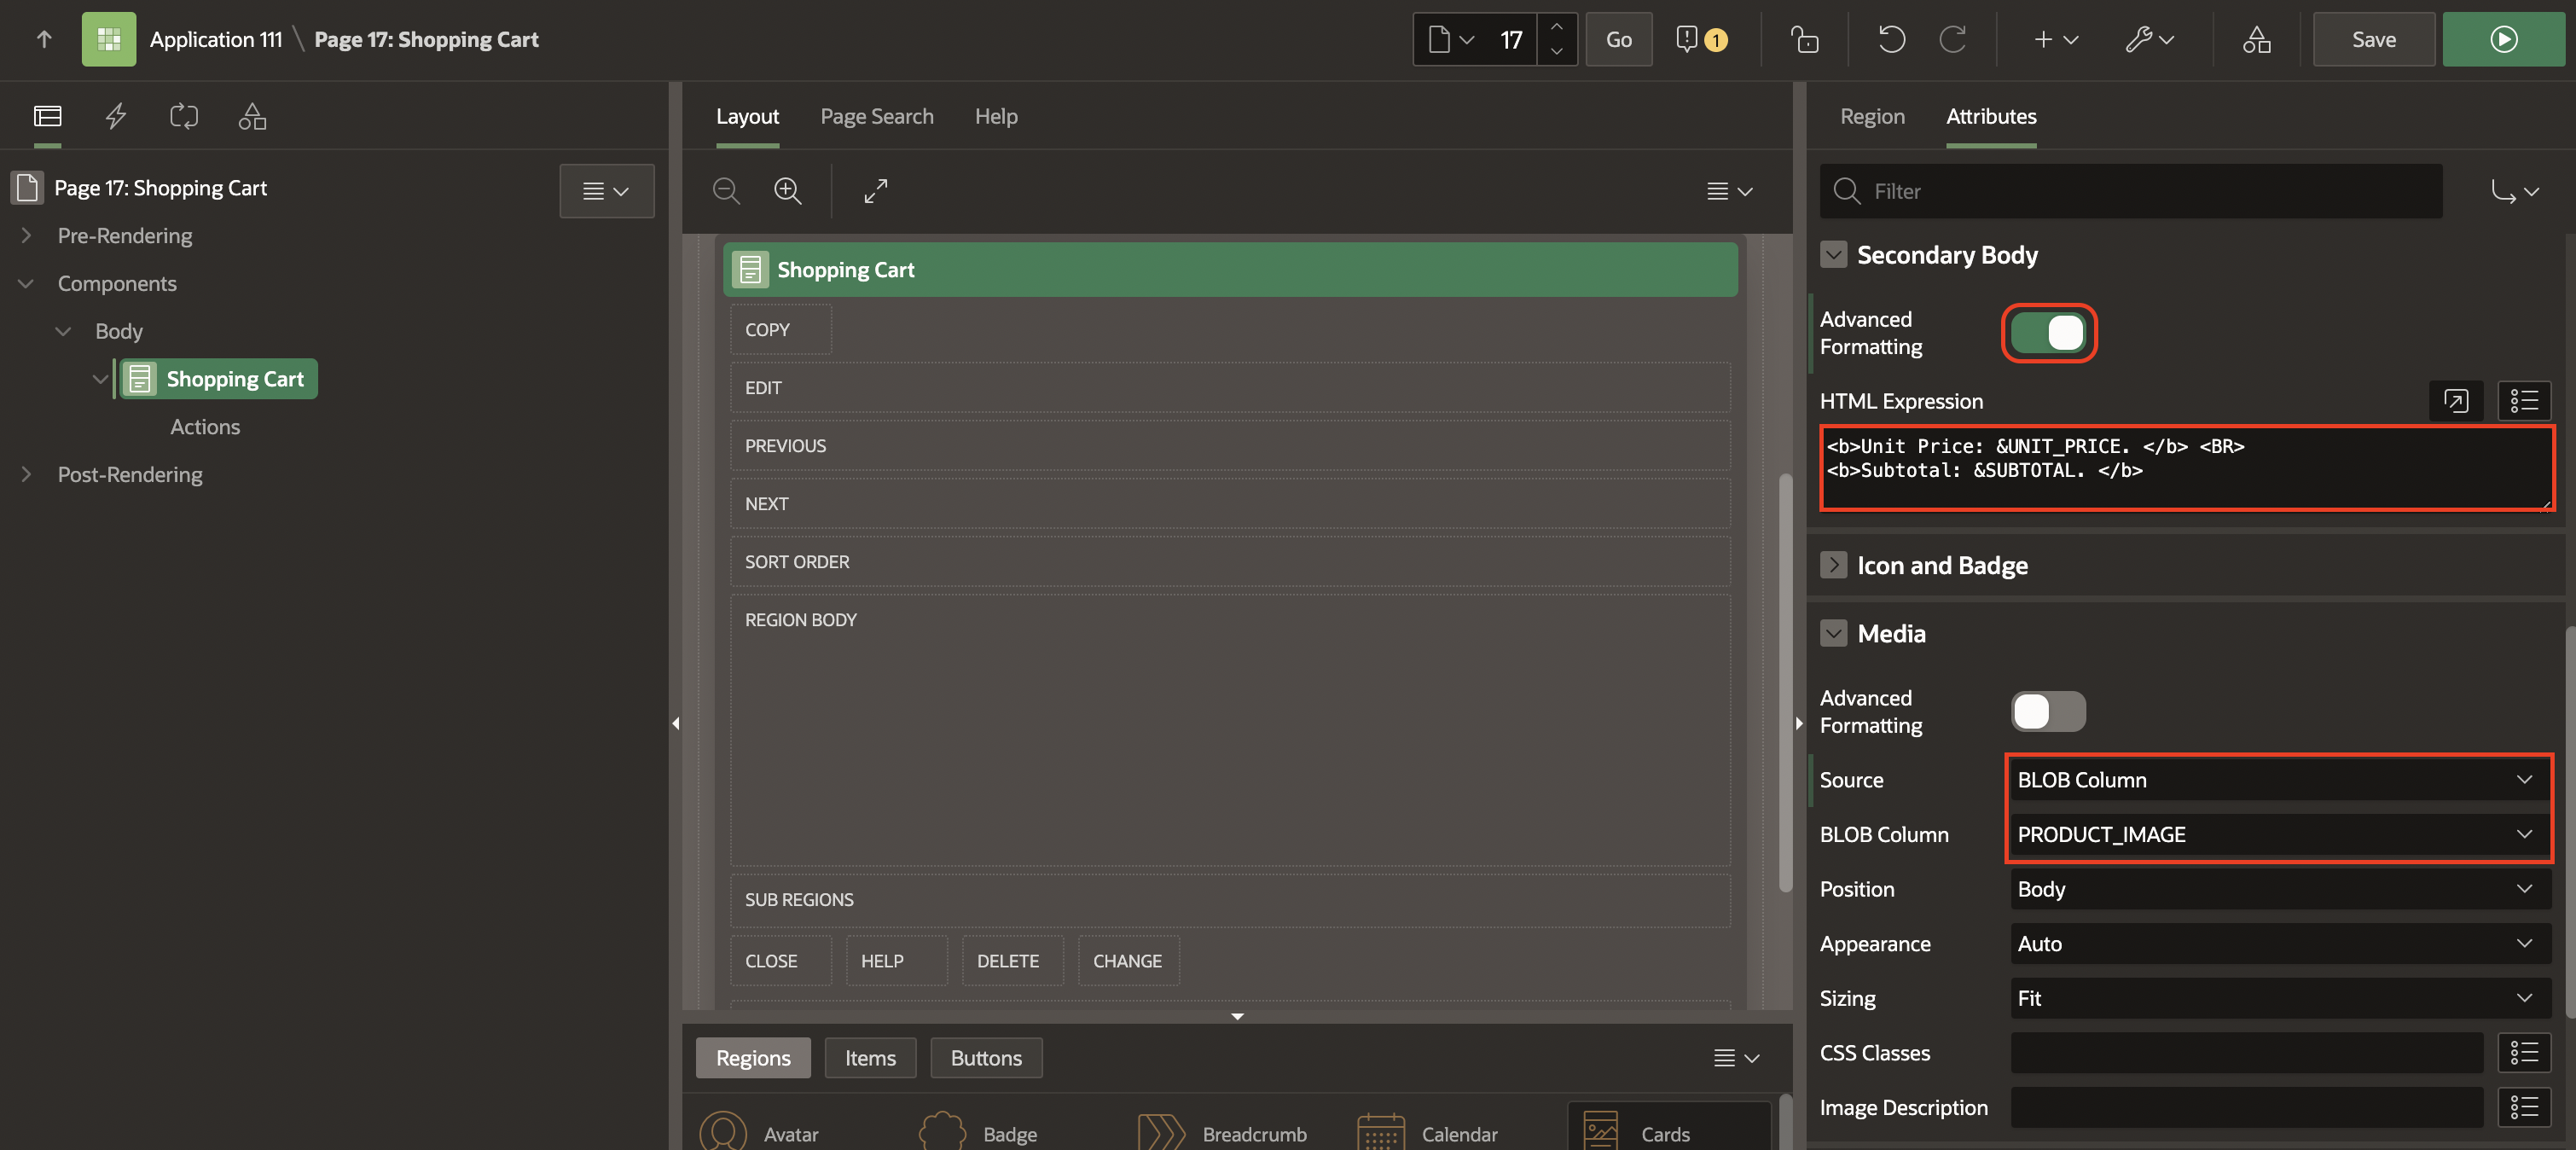 Application 111 \ Page 17: Shopping Cart
17
Go
1
Save
Page 17: Shopping Cart
Pre-Rendering
Components
Body
Shopping Cart
Actions
Post-Rendering
Layout
Page Search
Help
Shopping Cart
COPY
EDIT
PREVIOUS
NEXT
SORT ORDER
REGION BODY
SUB REGIONS
CLOSE
HELP
DELETE
CHANGE
Regions
Items
Buttons
Avatar
Badge
Breadcrumb
Calendar
Cards
Region
Attributes
Filter
Secondary Body
Advanced
Formatting
HTML Expression
<b>Unit Price: &UNIT_PRICE. </b> <BR>
<b>Subtotal: &SUBTOTAL. </b>
Icon and Badge
Media
Advanced
Formatting
Source
BLOB Column
BLOB Column
PRODUCT_IMAGE
Position
Body
Appearance
Auto
Sizing
Fit
CSS Classes
Image Description